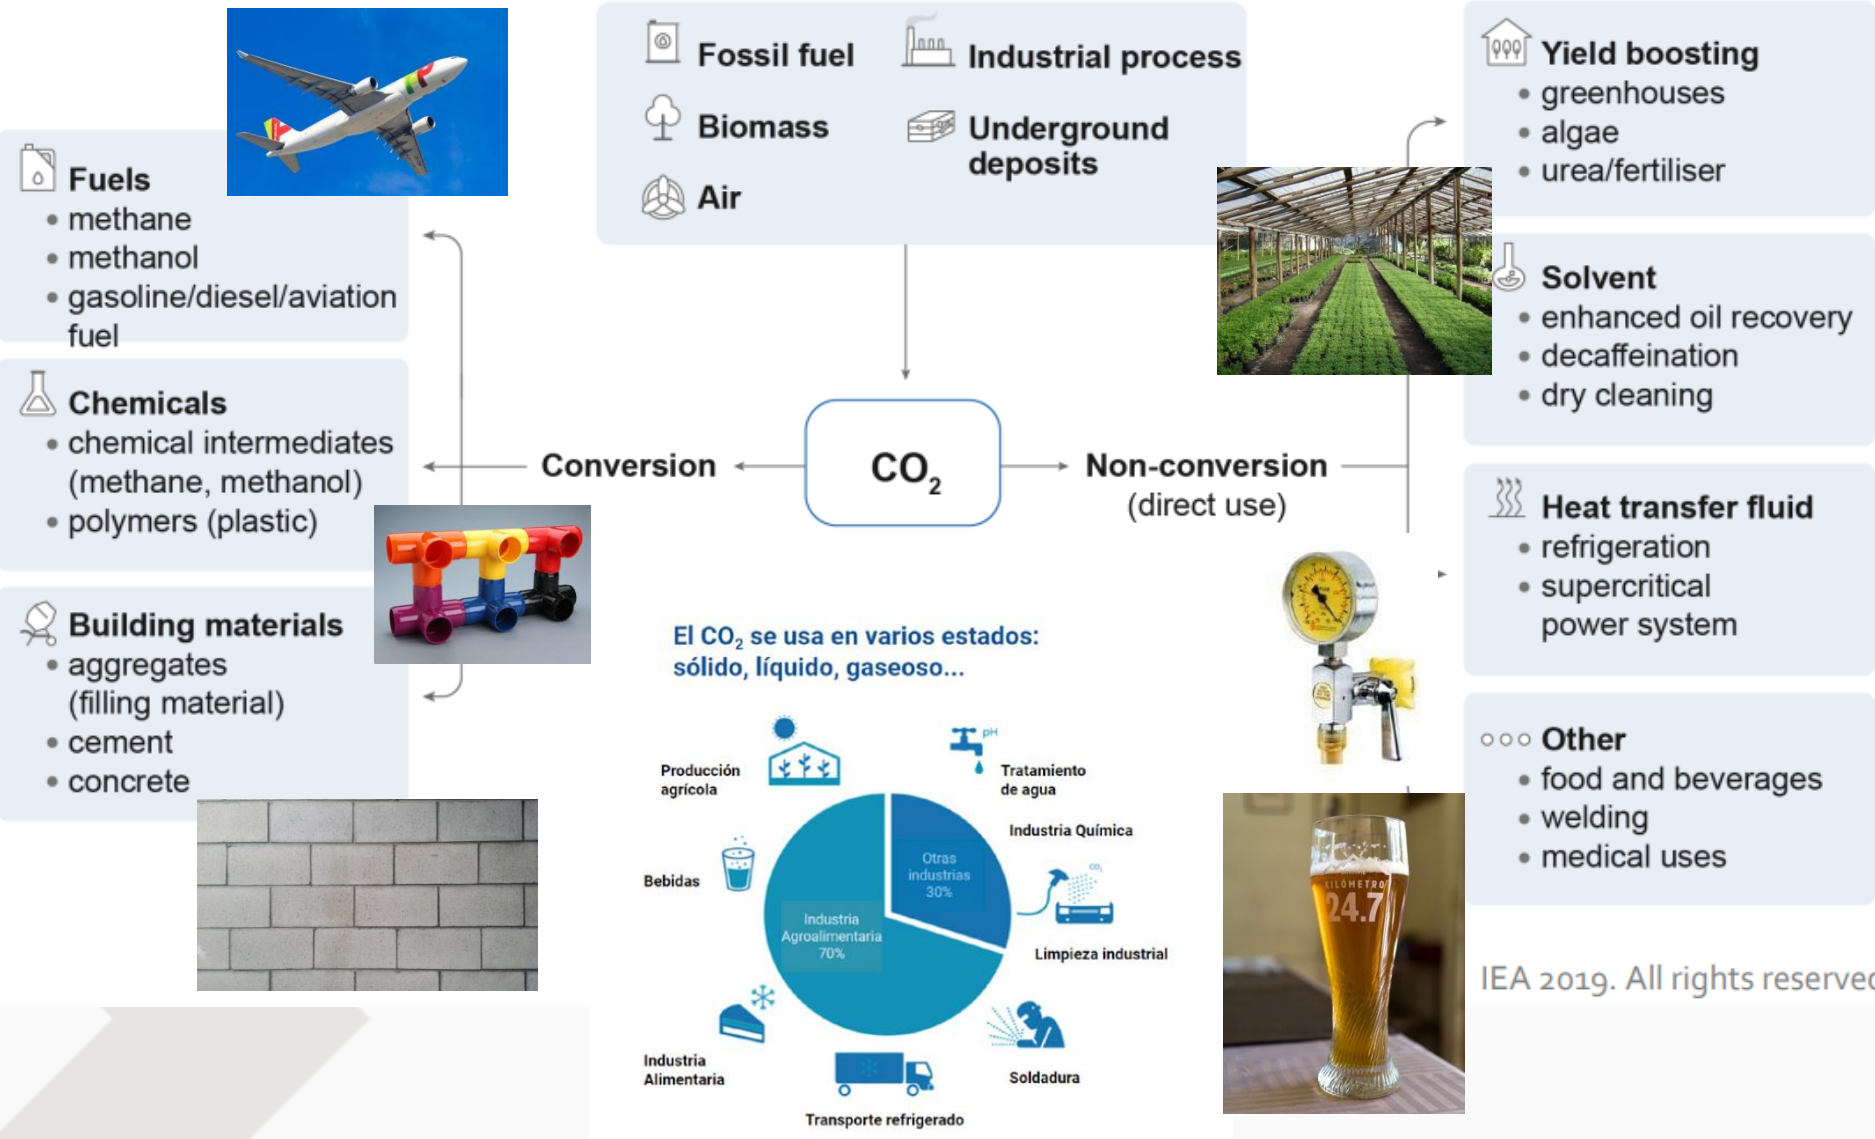 Fossil fuel
Industrial process
Biomass
Underground
deposits
Air
Fuels
• methane
• methanol
• gasoline/diesel/aviation
fuel
Chemicals
• chemical intermediates
(methane, methanol)
• polymers (plastic)
Building materials
• aggregates
(filling material)
• cement
• concrete
Conversion
CO₂
Non-conversion
(direct use)
Yield boosting
• greenhouses
• algae
• urea/fertiliser
Solvent
• enhanced oil recovery
• decaffeination
• dry cleaning
Heat transfer fluid
• refrigeration
• supercritical
power system
Other
• food and beverages
• welding
• medical uses
El CO₂ se usa en varios estados:
sólido, líquido, gaseoso...
Producción
agrícola
pH
Tratamiento
de agua
Industria Química
Bebidas
Otras
industrias
30%
CO₂
Industria
Agroalimentaria
70%
Limpieza industrial
Industria
Alimentaria
Soldadura
Transporte refrigerado
KILÓMETRO
24.7
IEA 2019. All rights reserved